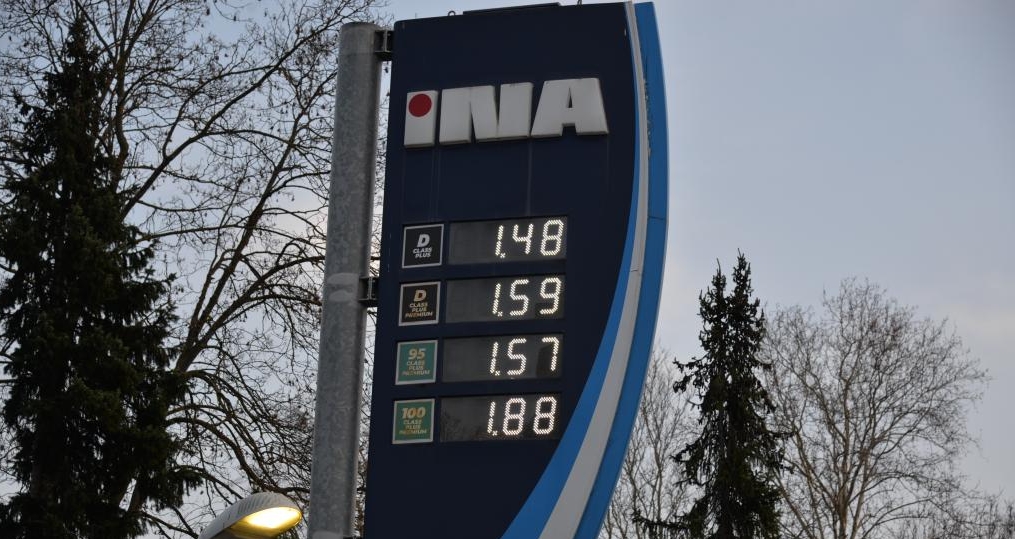 INA
D
CLASS
PLUS
1.48
D
CLASS
PLUS
PREMIUM
1.59
95
CLASS
PLUS
PREMIUM
1.57
100
CLASS
PLUS
PREMIUM
1.88